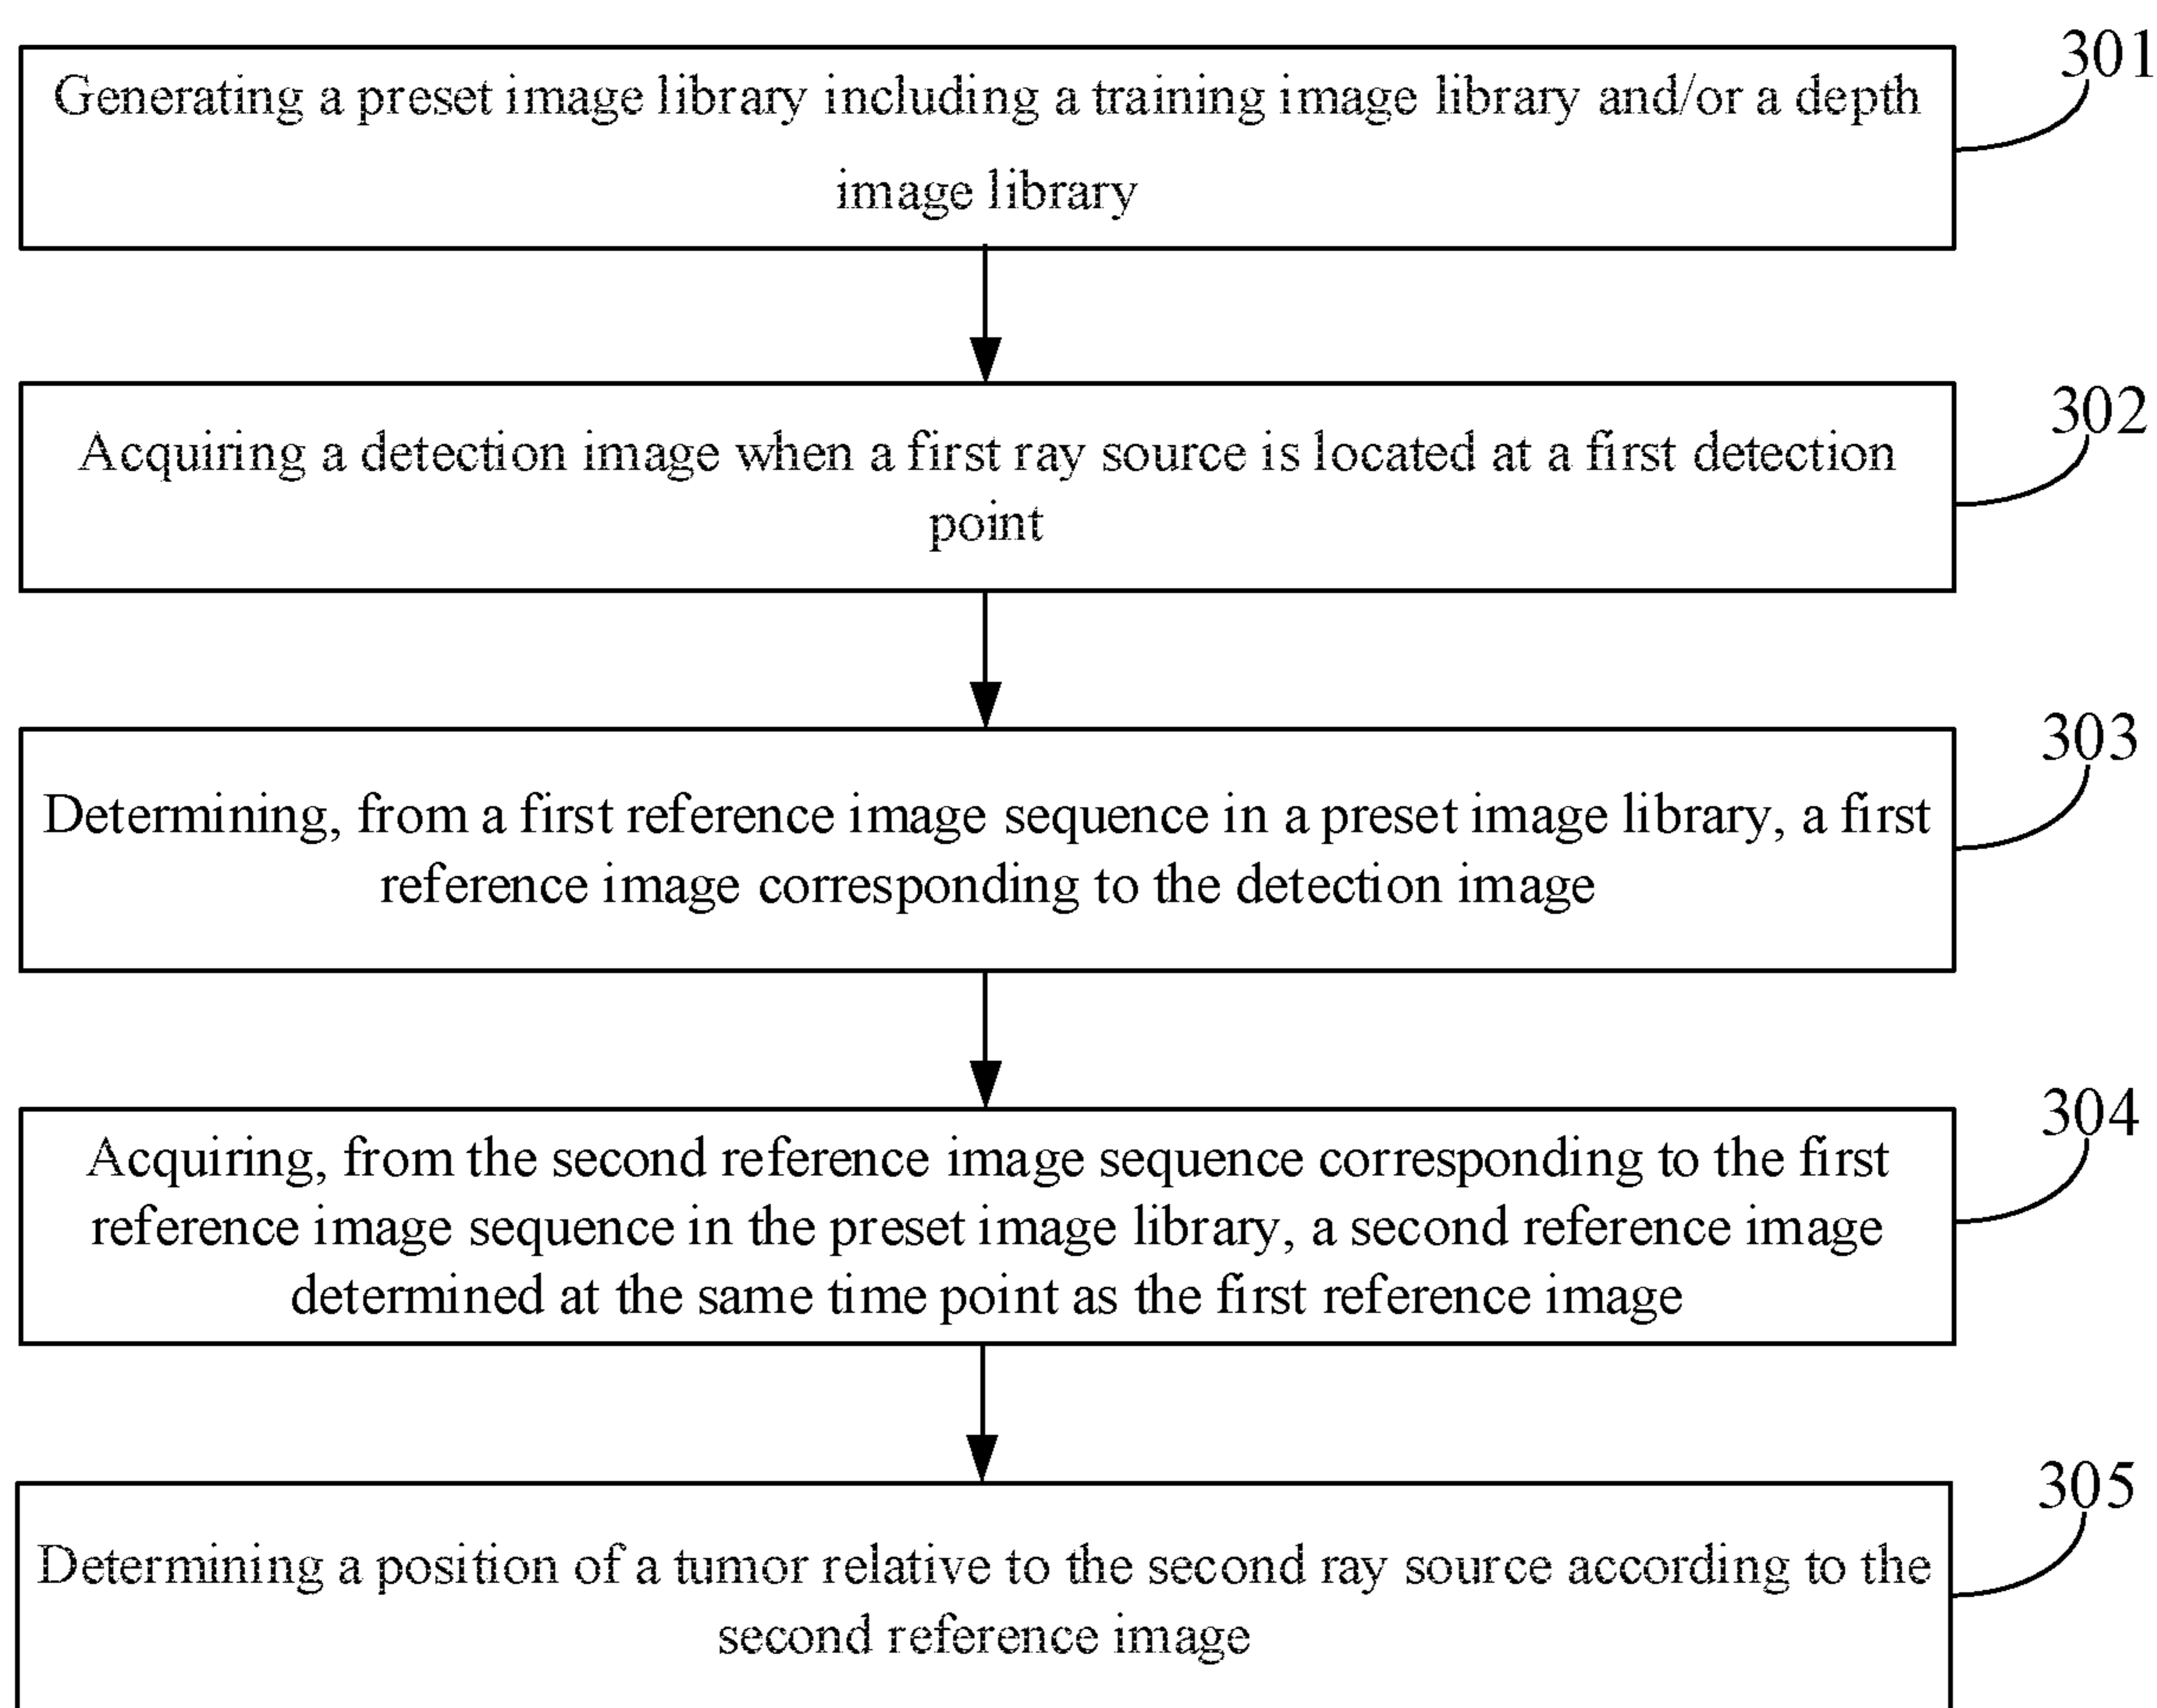 301
Generating a preset image library including a training image library and/or a depth
image library
302
Acquiring a detection image when a first ray source is located at a first detection
point
303
Determining, from a first reference image sequence in a preset image library, a first
reference image corresponding to the detection image
304
Acquiring, from the second reference image sequence corresponding to the first
reference image sequence in the preset image library, a second reference image
determined at the same time point as the first reference image
305
Determining a position of a tumor relative to the second ray source according to the
second reference image